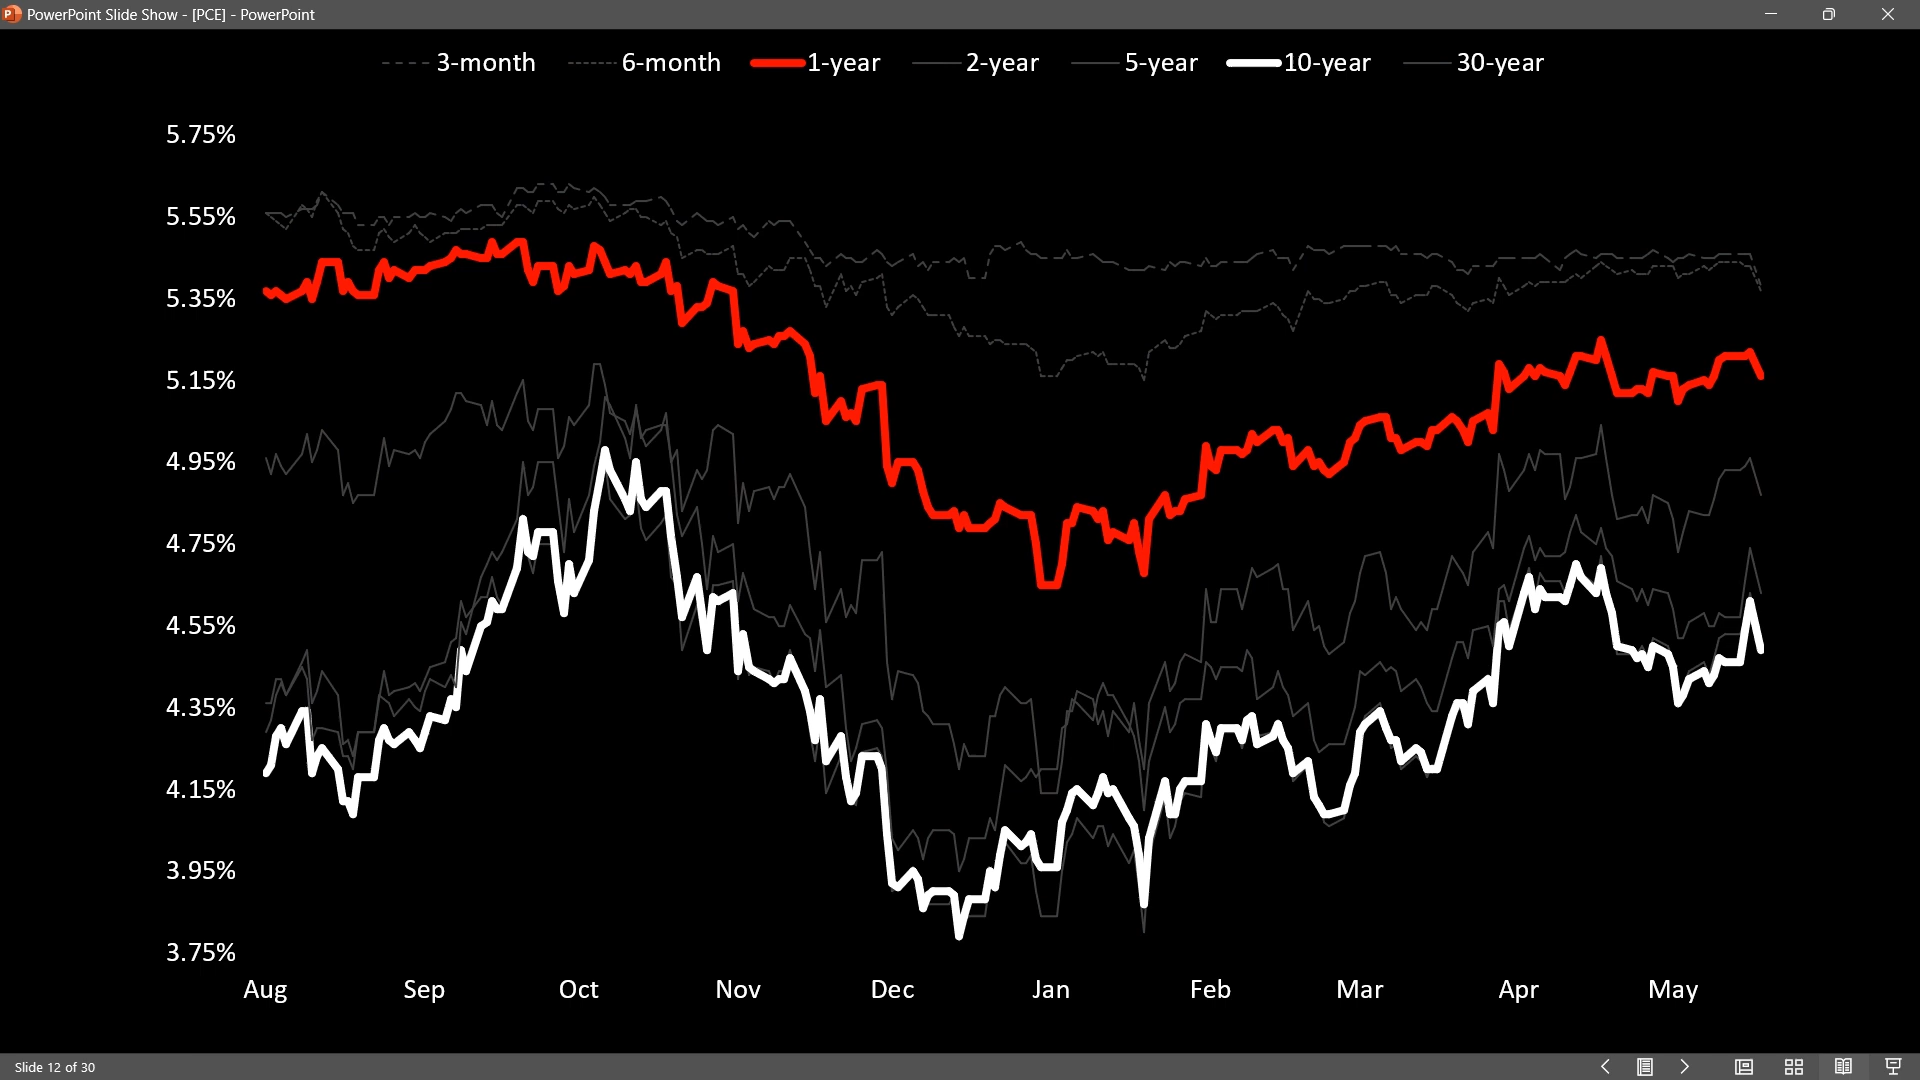 PowerPoint Slide Show - [PCE] - PowerPoint
3-month 6-month 1-year 2-year 5-year 10-year 30-year
5.75%
5.55%
5.35%
5.15%
4.95%
4.75%
4.55%
4.35%
4.15%
3.95%
3.75%
Aug Sep Oct Nov Dec Jan Feb Mar Apr May
Slide 12 of 30